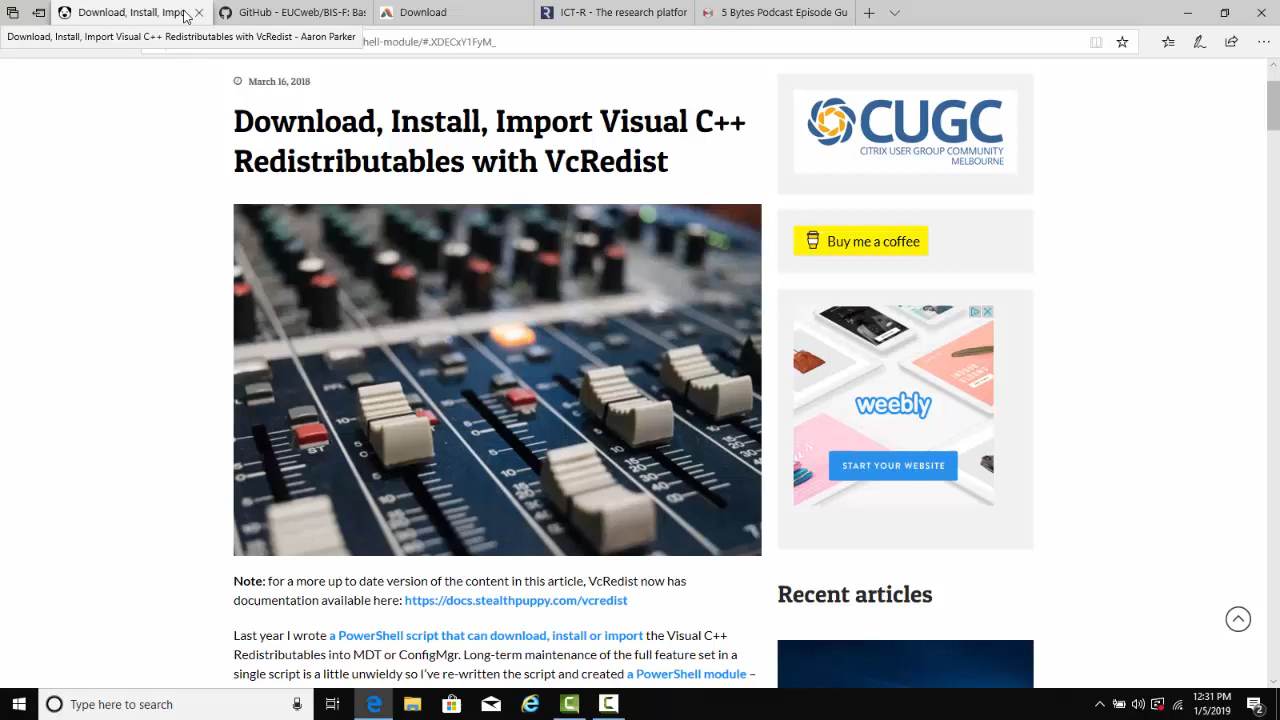 Download, Install, Impo
GitHub - EUCweb/BIS-F: Bas
Download
ICT-R - The research platfor
5 Bytes Podcast Episode Gu
Download, Install, Import Visual C++ Redistributables with VcRedist - Aaron Parker
hell-module/#.XDECxY1FyM_
March 16, 2018
Download, Install, Import Visual C++
Redistributables with VcRedist
CUGC
CITRIX USER GROUP COMMUNITY
MELBOURNE
Buy me a coffee
weebly
START YOUR WEBSITE
Note: for a more up to date version of the content in this article, VcRedist now has
documentation available here: https://docs.stealthpuppy.com/vcredist
Last year I wrote a PowerShell script that can download, install or import the Visual C++
Redistributables into MDT or ConfigMgr. Long-term maintenance of the full feature set in a
single script is a little unwieldy so I've re-written the script and created a PowerShell module –
Recent articles
Type here to search
12:31 PM
1/5/2019